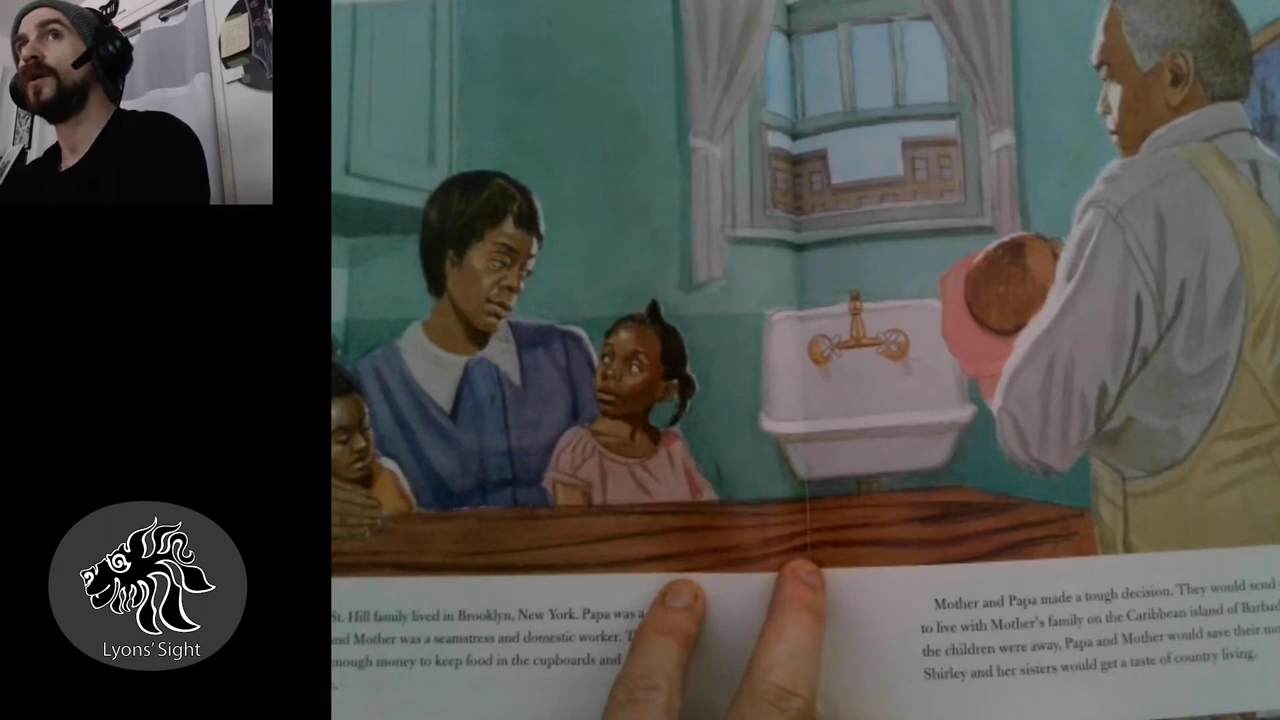 St. Hill family lived in Brooklyn, New York. Papa was a
and Mother was a seamstress and domestic worker.
enough money to keep food in the cupboards and
Mother and Papa made a tough decision. They would send
to live with Mother's family on the Caribbean island of
the children were away, Papa and Mother would save their
Shirley and her sisters would get a taste of country living.
Lyons' Sight